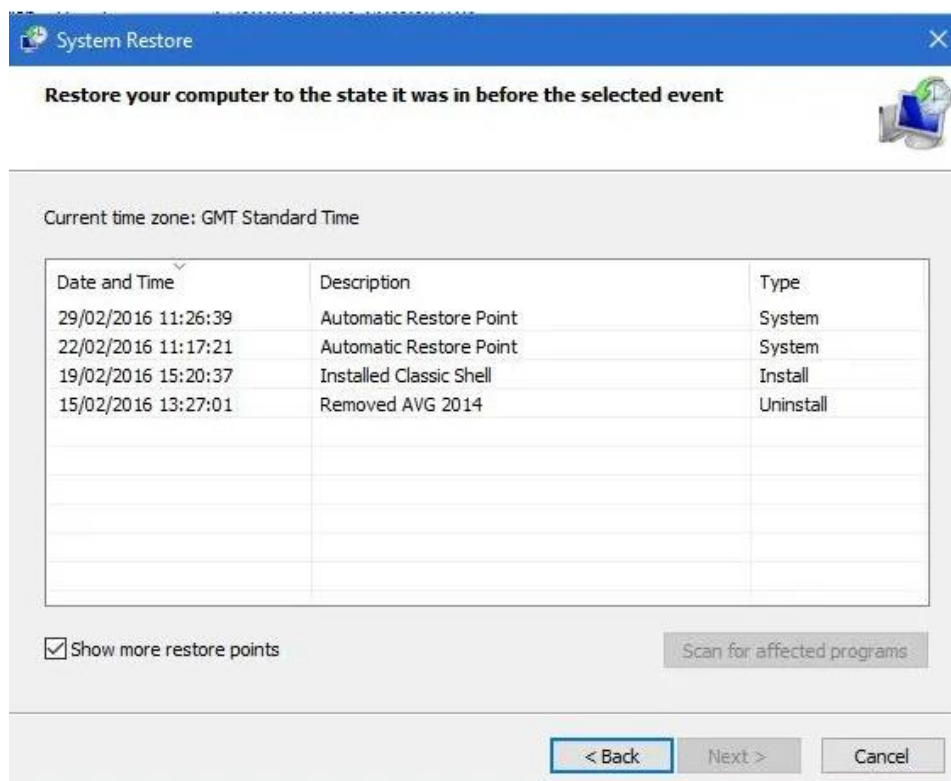 System Restore
Restore your computer to the state it was in before the selected event
Current time zone: GMT Standard Time
Date and Time Description Type
29/02/2016 11:26:39 Automatic Restore Point System
22/02/2016 11:17:21 Automatic Restore Point System
19/02/2016 15:20:37 Installed Classic Shell Install
15/02/2016 13:27:01 Removed AVG 2014 Uninstall
Show more restore points Scan for affected programs
< Back Next > Cancel